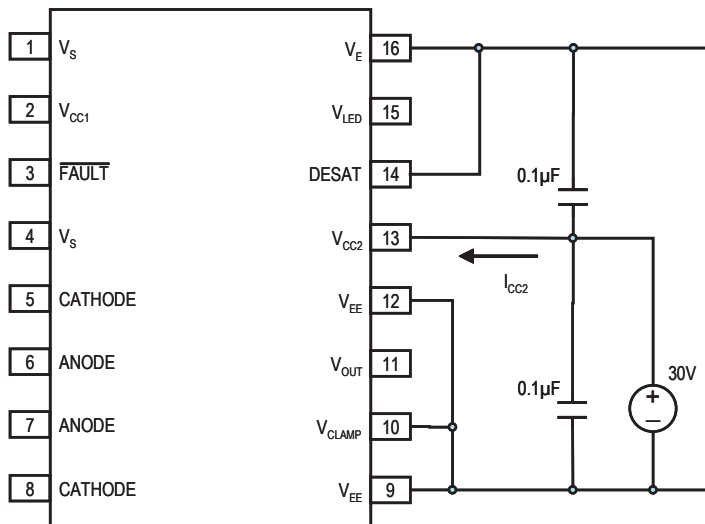 1 V_S V_E 16
2 V_CC1 V_LED 15
3 FAULT DESAT 14
0.1µF
4 V_S V_CC2 13
I_CC2
5 CATHODE V_EE 12
6 ANODE V_OUT 11
30V
0.1µF
+
7 ANODE V_CLAMP 10
–
8 CATHODE V_EE 9